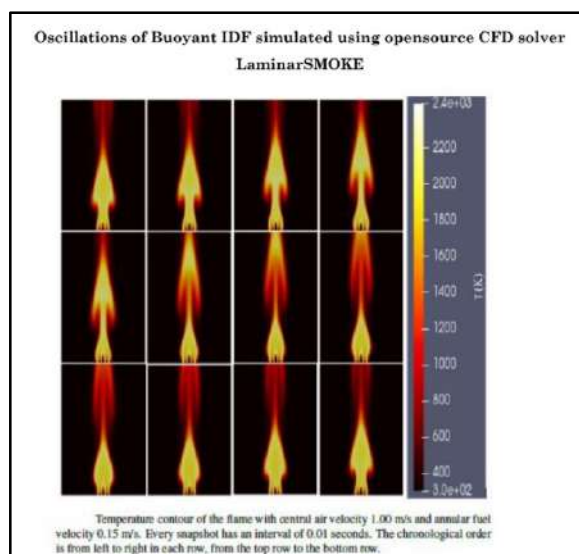 Oscillations of Buoyant IDF simulated using opensource CFD solver
LaminarSMOKE
2.4e+03
2200
2000
1800
1600
1400
1200
1000
800
600
400
3.0e+02
T(K)
Temperature contour of the flame with central air velocity 1.00 m/s and annular fuel
velocity 0.15 m/s. Every snapshot has an interval of 0.01 seconds. The chronological order
is from left to right in each row, from the top row to the bottom row.